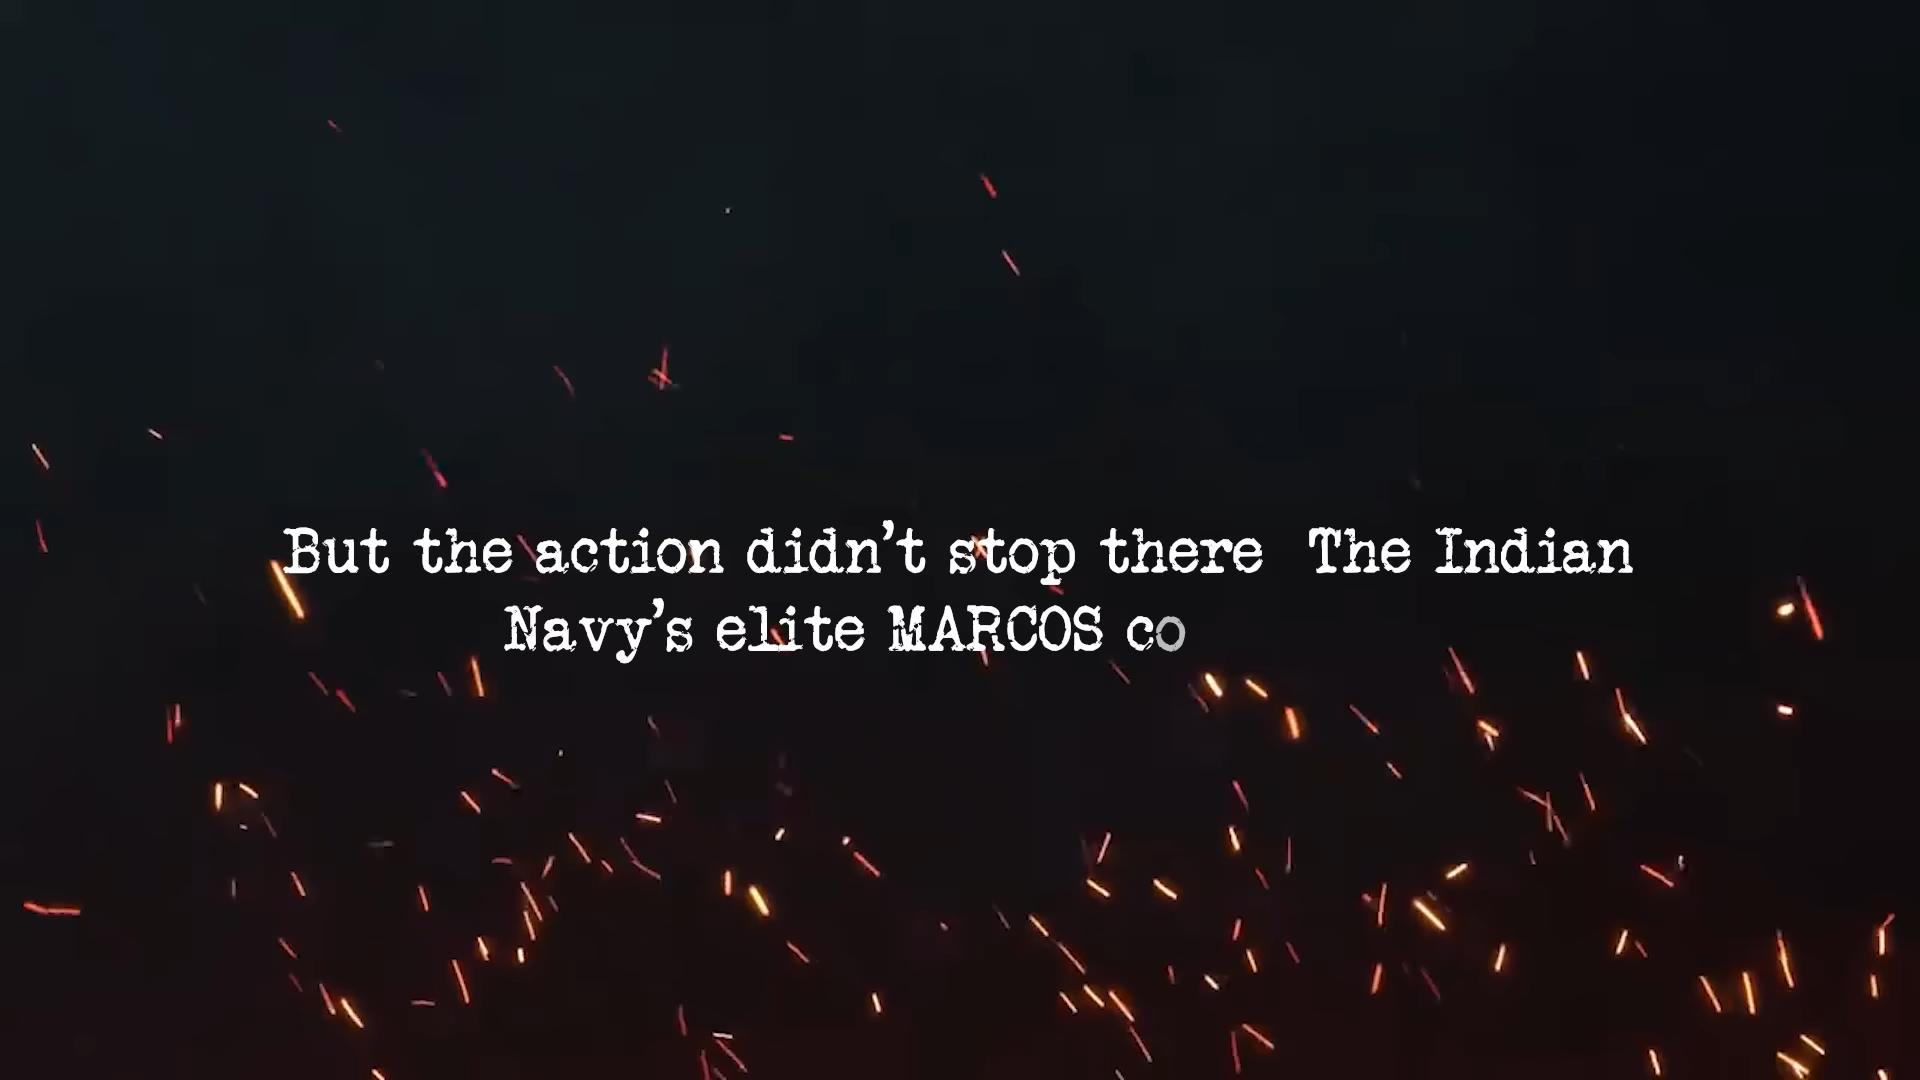 But the action didn't stop there  The Indian
Navy's elite MARCOS co